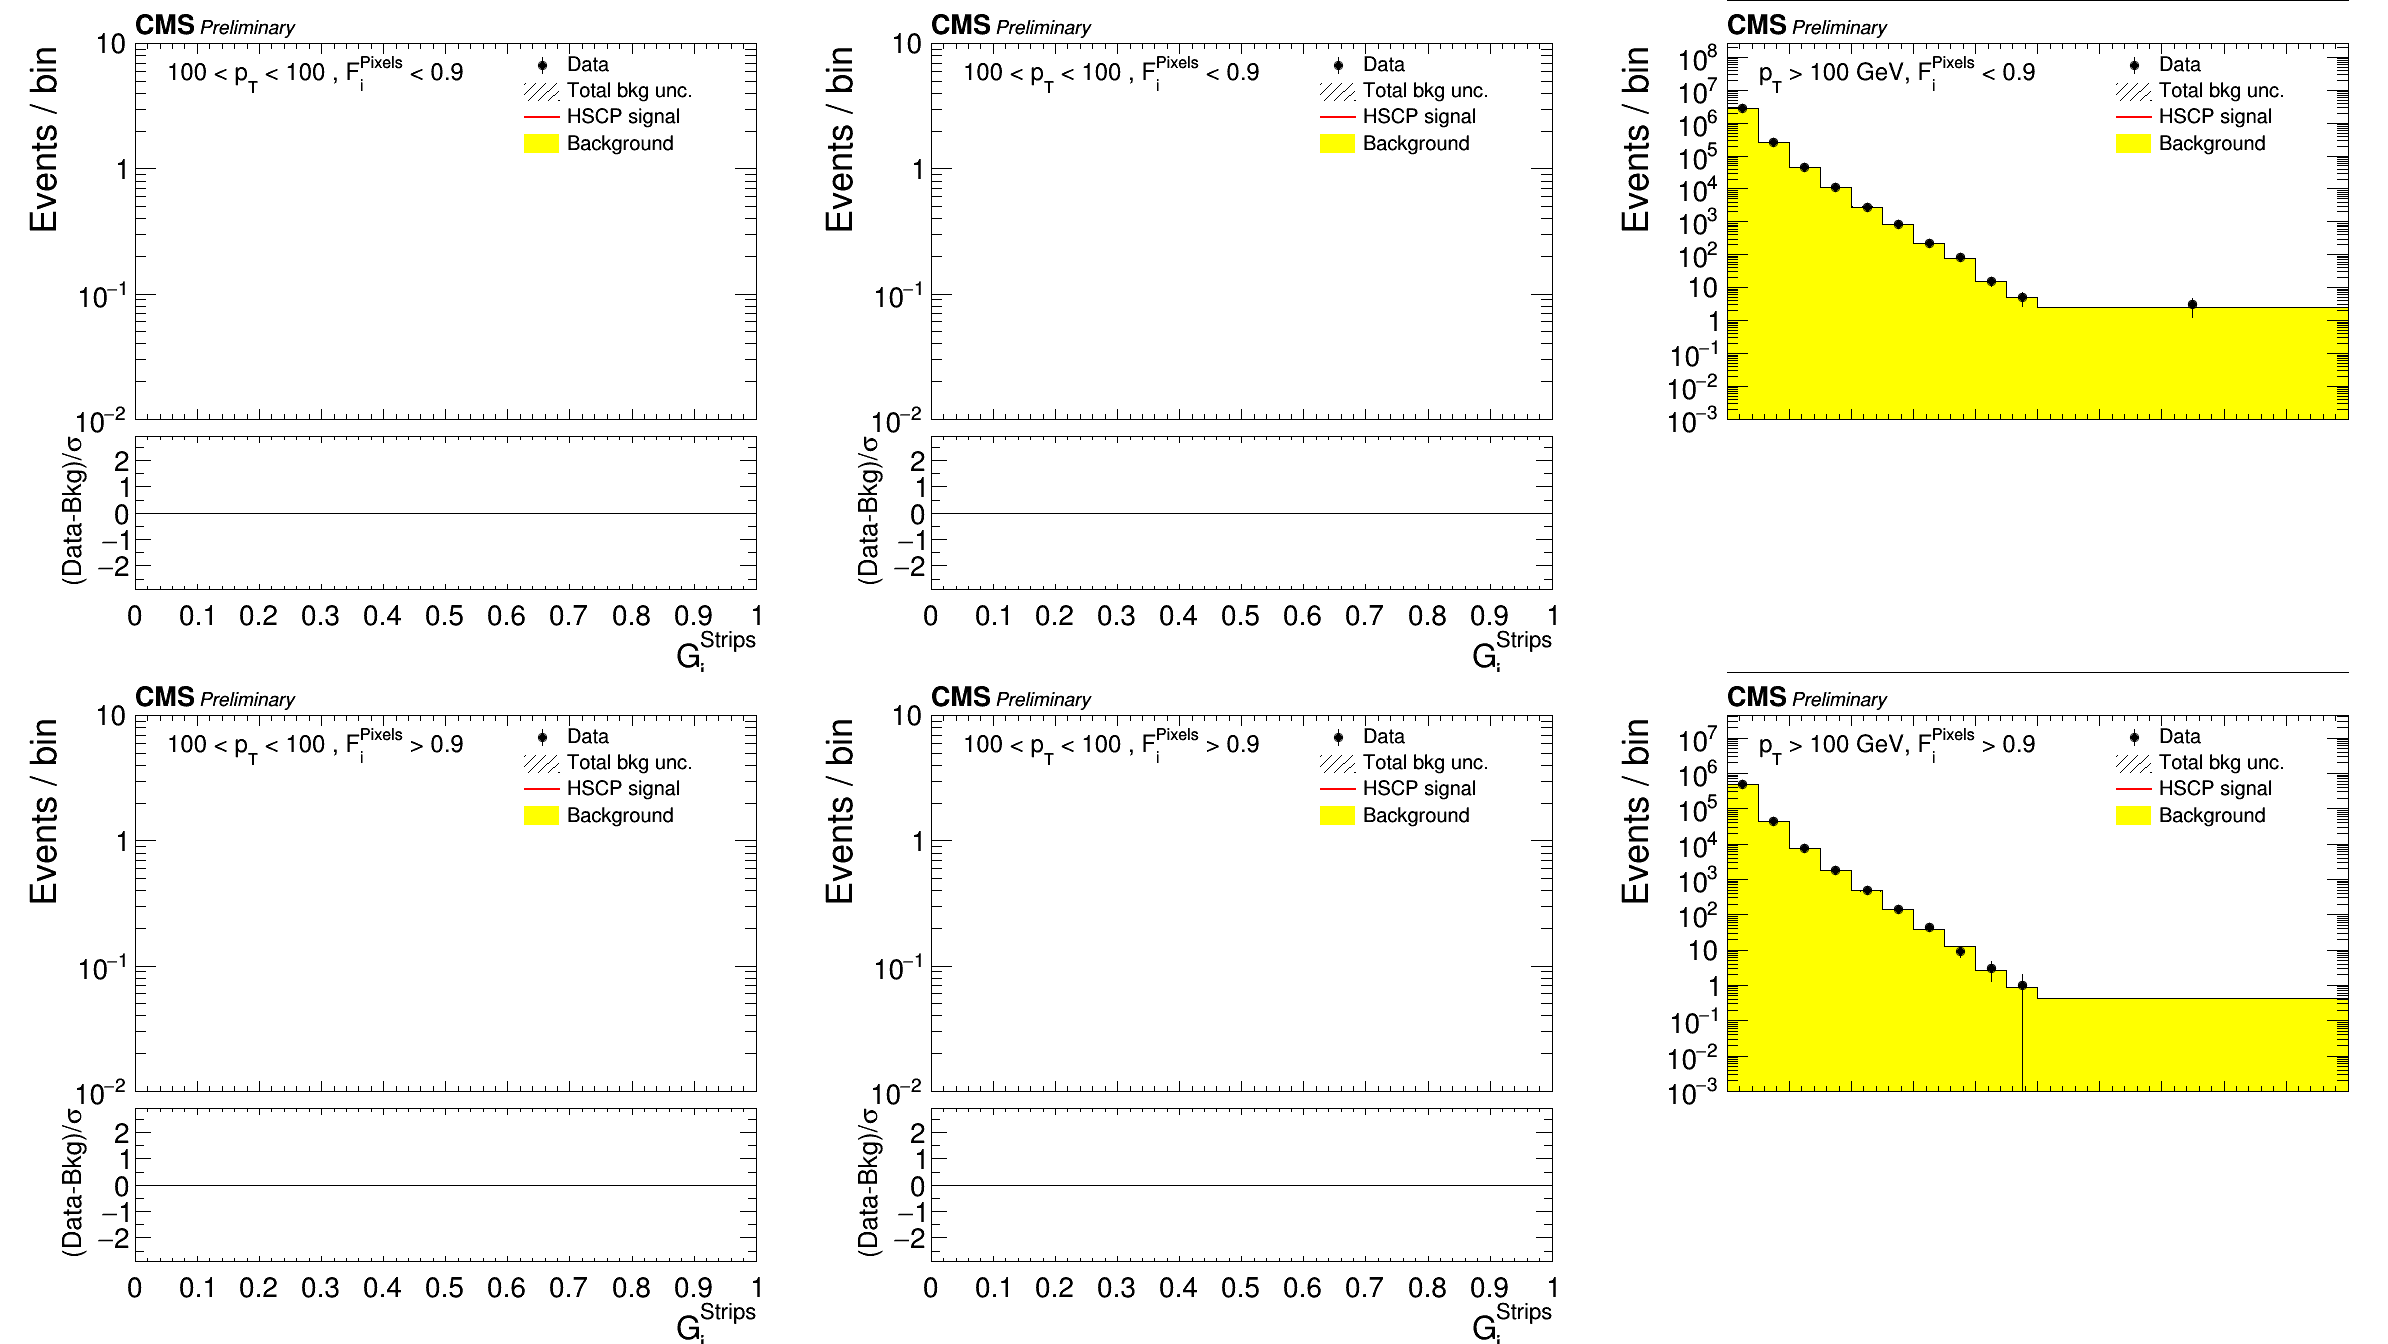 CMS Preliminary
Events / bin
100 < p_T < 100 , F_i^Pixels < 0.9
Data
Total bkg unc.
HSCP signal
Background
10
1
10^−1
10^−2
(Data-Bkg)/σ
2
1
0
−1
−2
0 0.1 0.2 0.3 0.4 0.5 0.6 0.7 0.8 0.9 1
G_i^Strips
CMS Preliminary
Events / bin
100 < p_T < 100 , F_i^Pixels < 0.9
Data
Total bkg unc.
HSCP signal
Background
10
1
10^−1
10^−2
(Data-Bkg)/σ
2
1
0
−1
−2
0 0.1 0.2 0.3 0.4 0.5 0.6 0.7 0.8 0.9 1
G_i^Strips
CMS Preliminary
Events / bin
p_T > 100 GeV, F_i^Pixels < 0.9
Data
Total bkg unc.
HSCP signal
Background
10^8
10^7
10^6
10^5
10^4
10^3
10^2
10
1
10^−1
10^−2
10^−3
CMS Preliminary
Events / bin
100 < p_T < 100 , F_i^Pixels > 0.9
Data
Total bkg unc.
HSCP signal
Background
10
1
10^−1
10^−2
(Data-Bkg)/σ
2
1
0
−1
−2
0 0.1 0.2 0.3 0.4 0.5 0.6 0.7 0.8 0.9 1
G_i^Strips
CMS Preliminary
Events / bin
100 < p_T < 100 , F_i^Pixels > 0.9
Data
Total bkg unc.
HSCP signal
Background
10
1
10^−1
10^−2
(Data-Bkg)/σ
2
1
0
−1
−2
0 0.1 0.2 0.3 0.4 0.5 0.6 0.7 0.8 0.9 1
G_i^Strips
CMS Preliminary
Events / bin
p_T > 100 GeV, F_i^Pixels > 0.9
Data
Total bkg unc.
HSCP signal
Background
10^7
10^6
10^5
10^4
10^3
10^2
10
1
10^−1
10^−2
10^−3